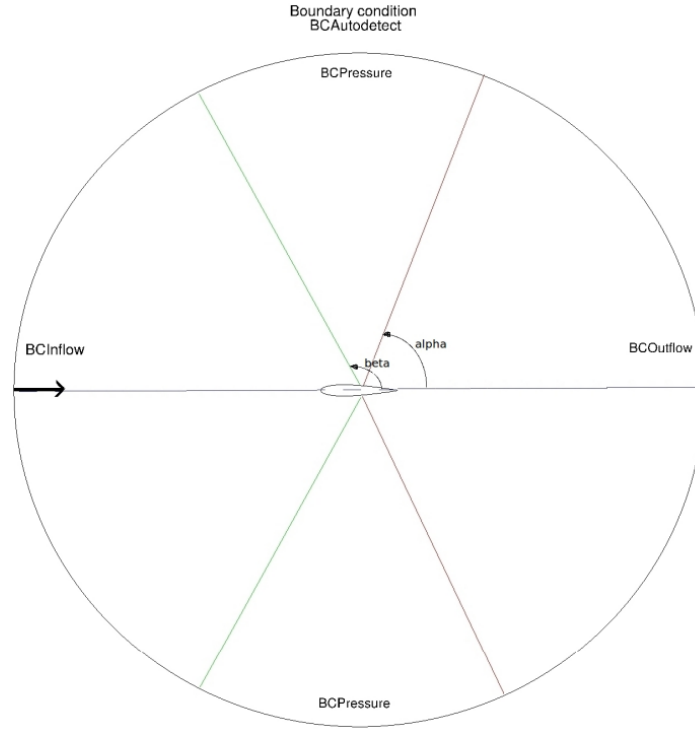 Boundary condition
BCAutodetect
BCPressure
BCInflow
alpha
beta
BCOutflow
BCPressure